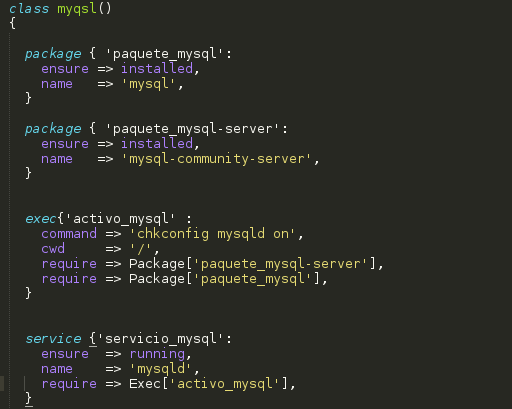 class myqsl()
{
package { 'paquete_mysql':
ensure => installed,
name => 'mysql',
}
package { 'paquete_mysql-server':
ensure => installed,
name => 'mysql-community-server',
}
exec{'activo_mysql' :
command => 'chkconfig mysqld on',
cwd => '/',
require => Package['paquete_mysql-server'],
require => Package['paquete_mysql'],
}
service {'servicio_mysql':
ensure => running,
name => 'mysqld',
require => Exec['activo_mysql'],
}